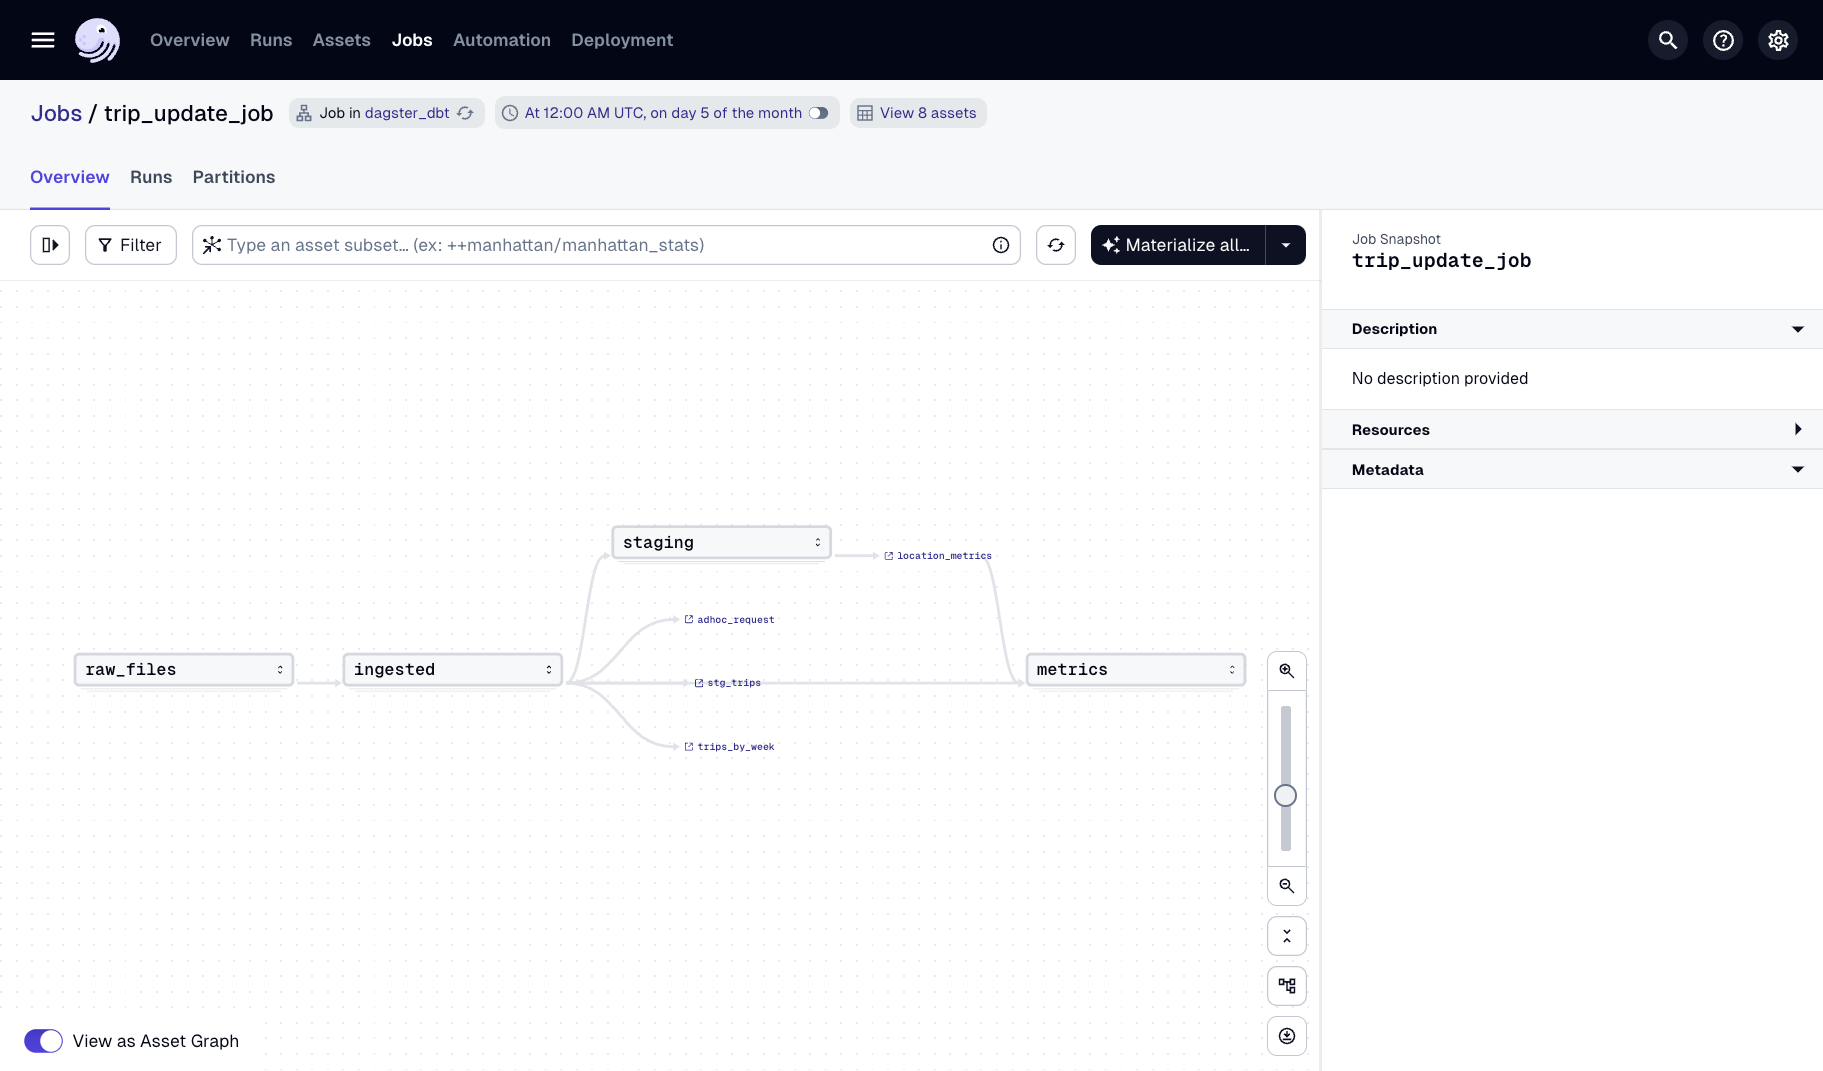 Overview Runs Assets Jobs Automation Deployment
Jobs / trip_update_job Job in dagster_dbt At 12:00 AM UTC, on day 5 of the month View 8 assets
Overview Runs Partitions
Filter Type an asset subset… (ex: ++manhattan/manhattan_stats) Materialize all…
Job Snapshot
trip_update_job
Description
No description provided
Resources
Metadata
staging
location_metrics
adhoc_request
raw_files
ingested
stg_trips
metrics
trips_by_week
View as Asset Graph